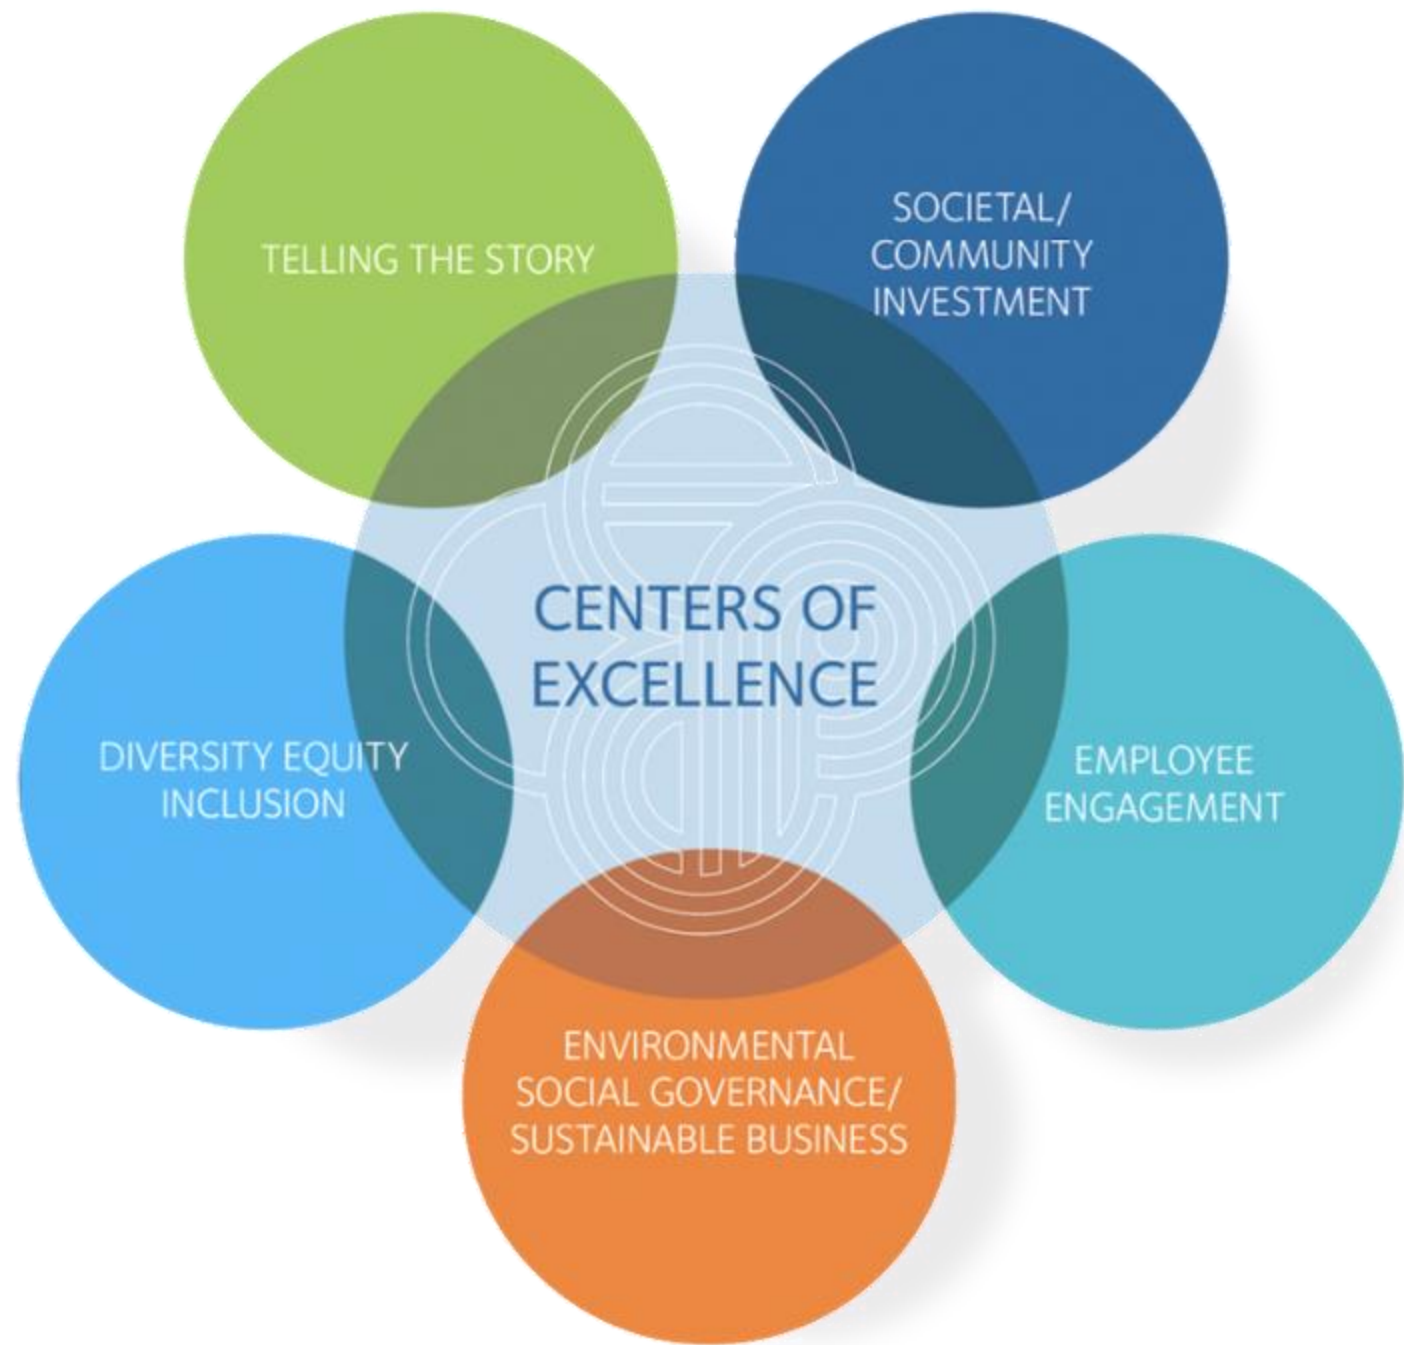 TELLING THE STORY
SOCIETAL/
COMMUNITY
INVESTMENT
CENTERS OF
EXCELLENCE
DIVERSITY EQUITY
INCLUSION
EMPLOYEE
ENGAGEMENT
ENVIRONMENTAL
SOCIAL GOVERNANCE/
SUSTAINABLE BUSINESS